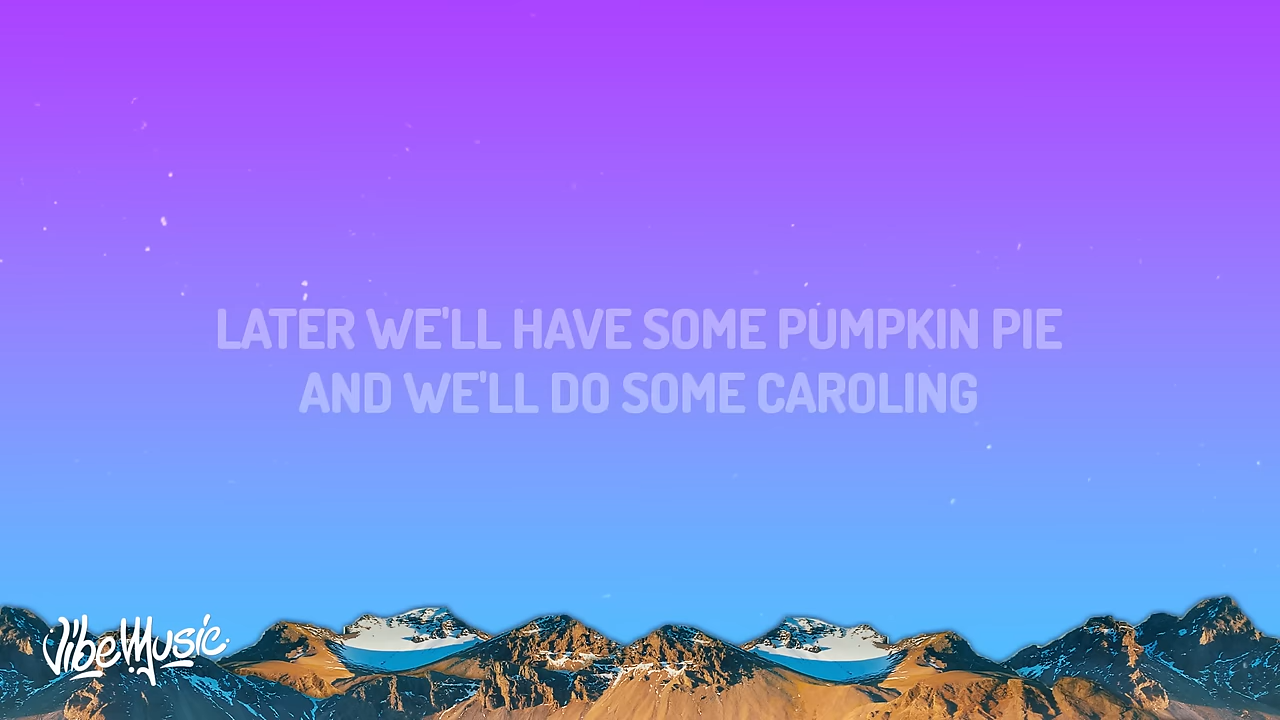 LATER WE'LL HAVE SOME PUMPKIN PIE
AND WE'LL DO SOME CAROLING
VibeMusic